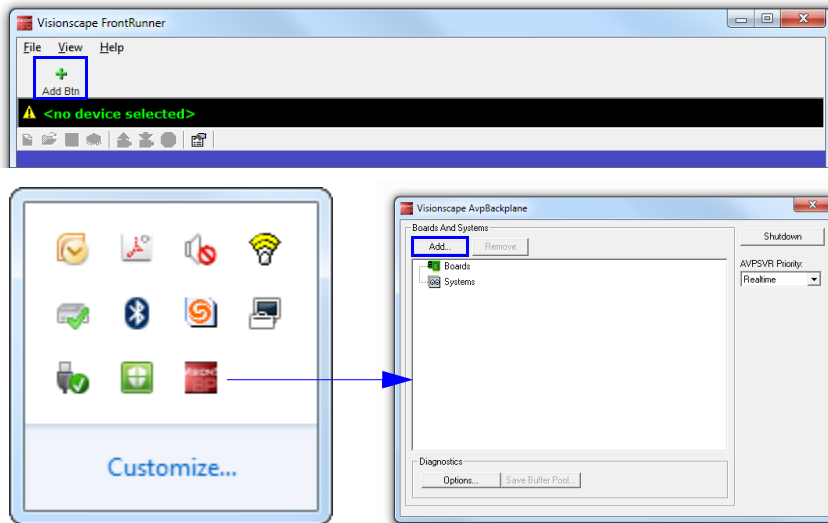 Visionscape FrontRunner
File View Help
Add Btn
<no device selected>
Customize...
Visionscape AvpBackplane
Boards And Systems
Add... Remove
Boards
Systems
Shutdown
AVPSVR Priority:
Realtime
Diagnostics
Options... Save Buffer Pool...